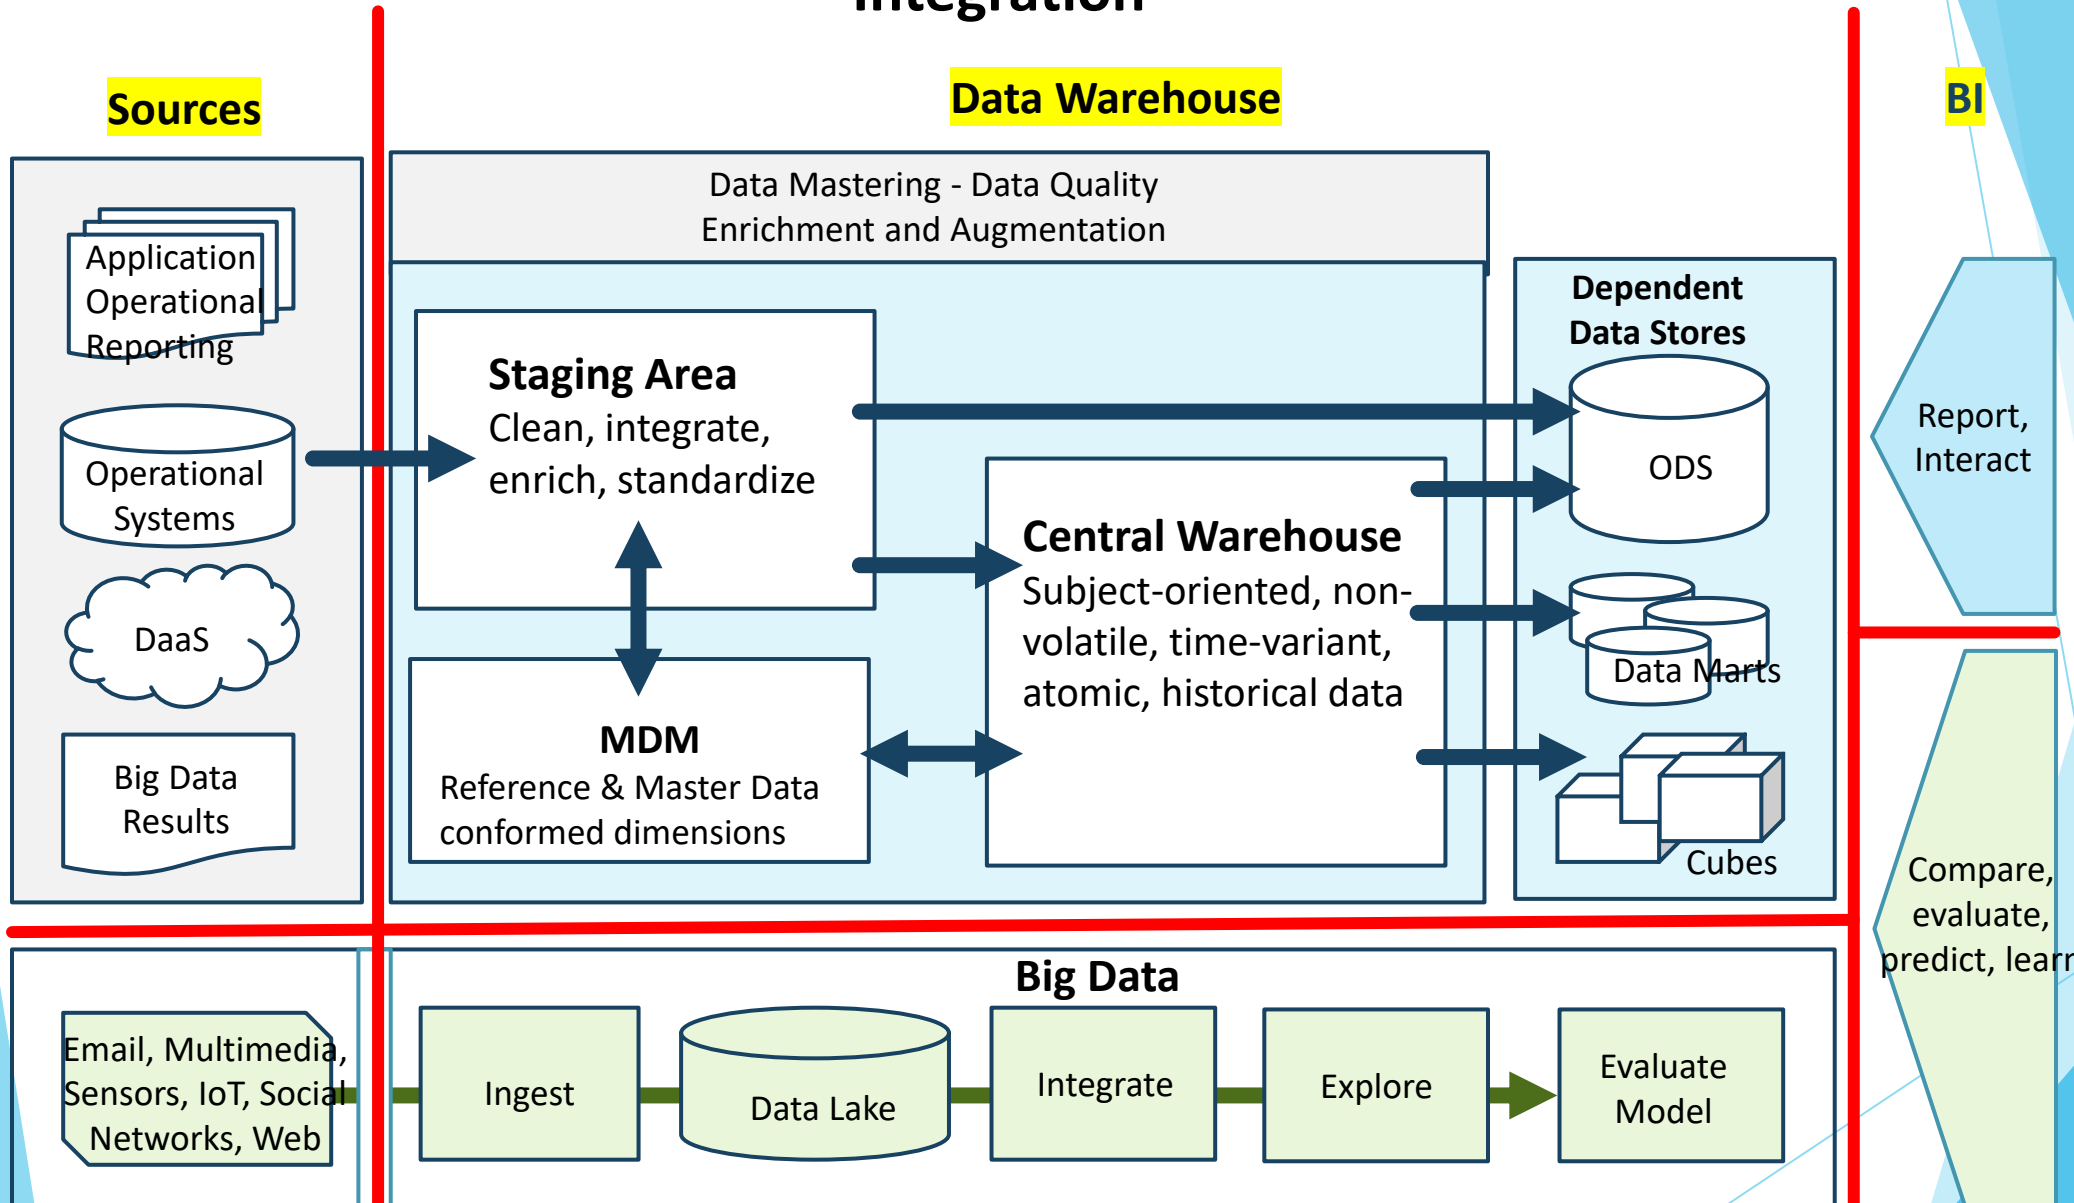 Integration
Sources
Data Warehouse
BI
Application
Operational
Reporting
Operational
Systems
DaaS
Big Data
Results
Data Mastering - Data Quality
Enrichment and Augmentation
Staging Area
Clean, integrate,
enrich, standardize
MDM
Reference & Master Data
conformed dimensions
Central Warehouse
Subject-oriented, non-
volatile, time-variant,
atomic, historical data
Dependent
Data Stores
ODS
Data Marts
Cubes
Report,
Interact
Compare,
evaluate,
predict, learn
Big Data
Email, Multimedia,
Sensors, IoT, Social
Networks, Web
Ingest
Data Lake
Integrate
Explore
Evaluate
Model